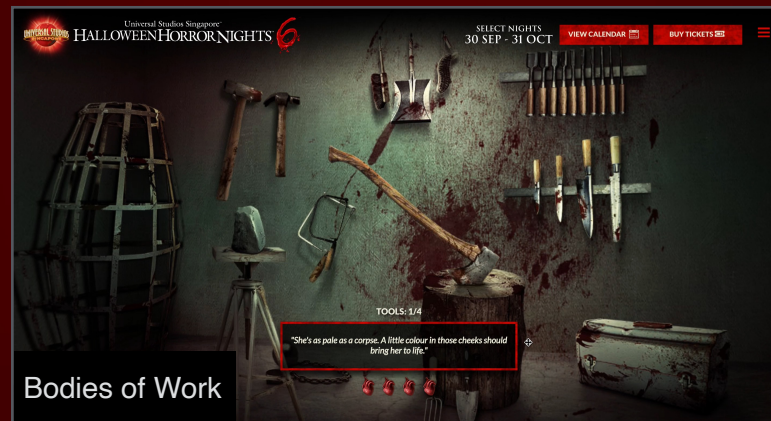 UNIVERSAL STUDIOS
SINGAPORE
Universal Studios Singapore™
HALLOWEEN HORROR NIGHTS™ 6
SELECT NIGHTS
30 SEP - 31 OCT
VIEW CALENDAR
BUY TICKETS
TOOLS: 1/4
"She's as pale as a corpse. A little colour in those cheeks should
bring her to life."
Bodies of Work